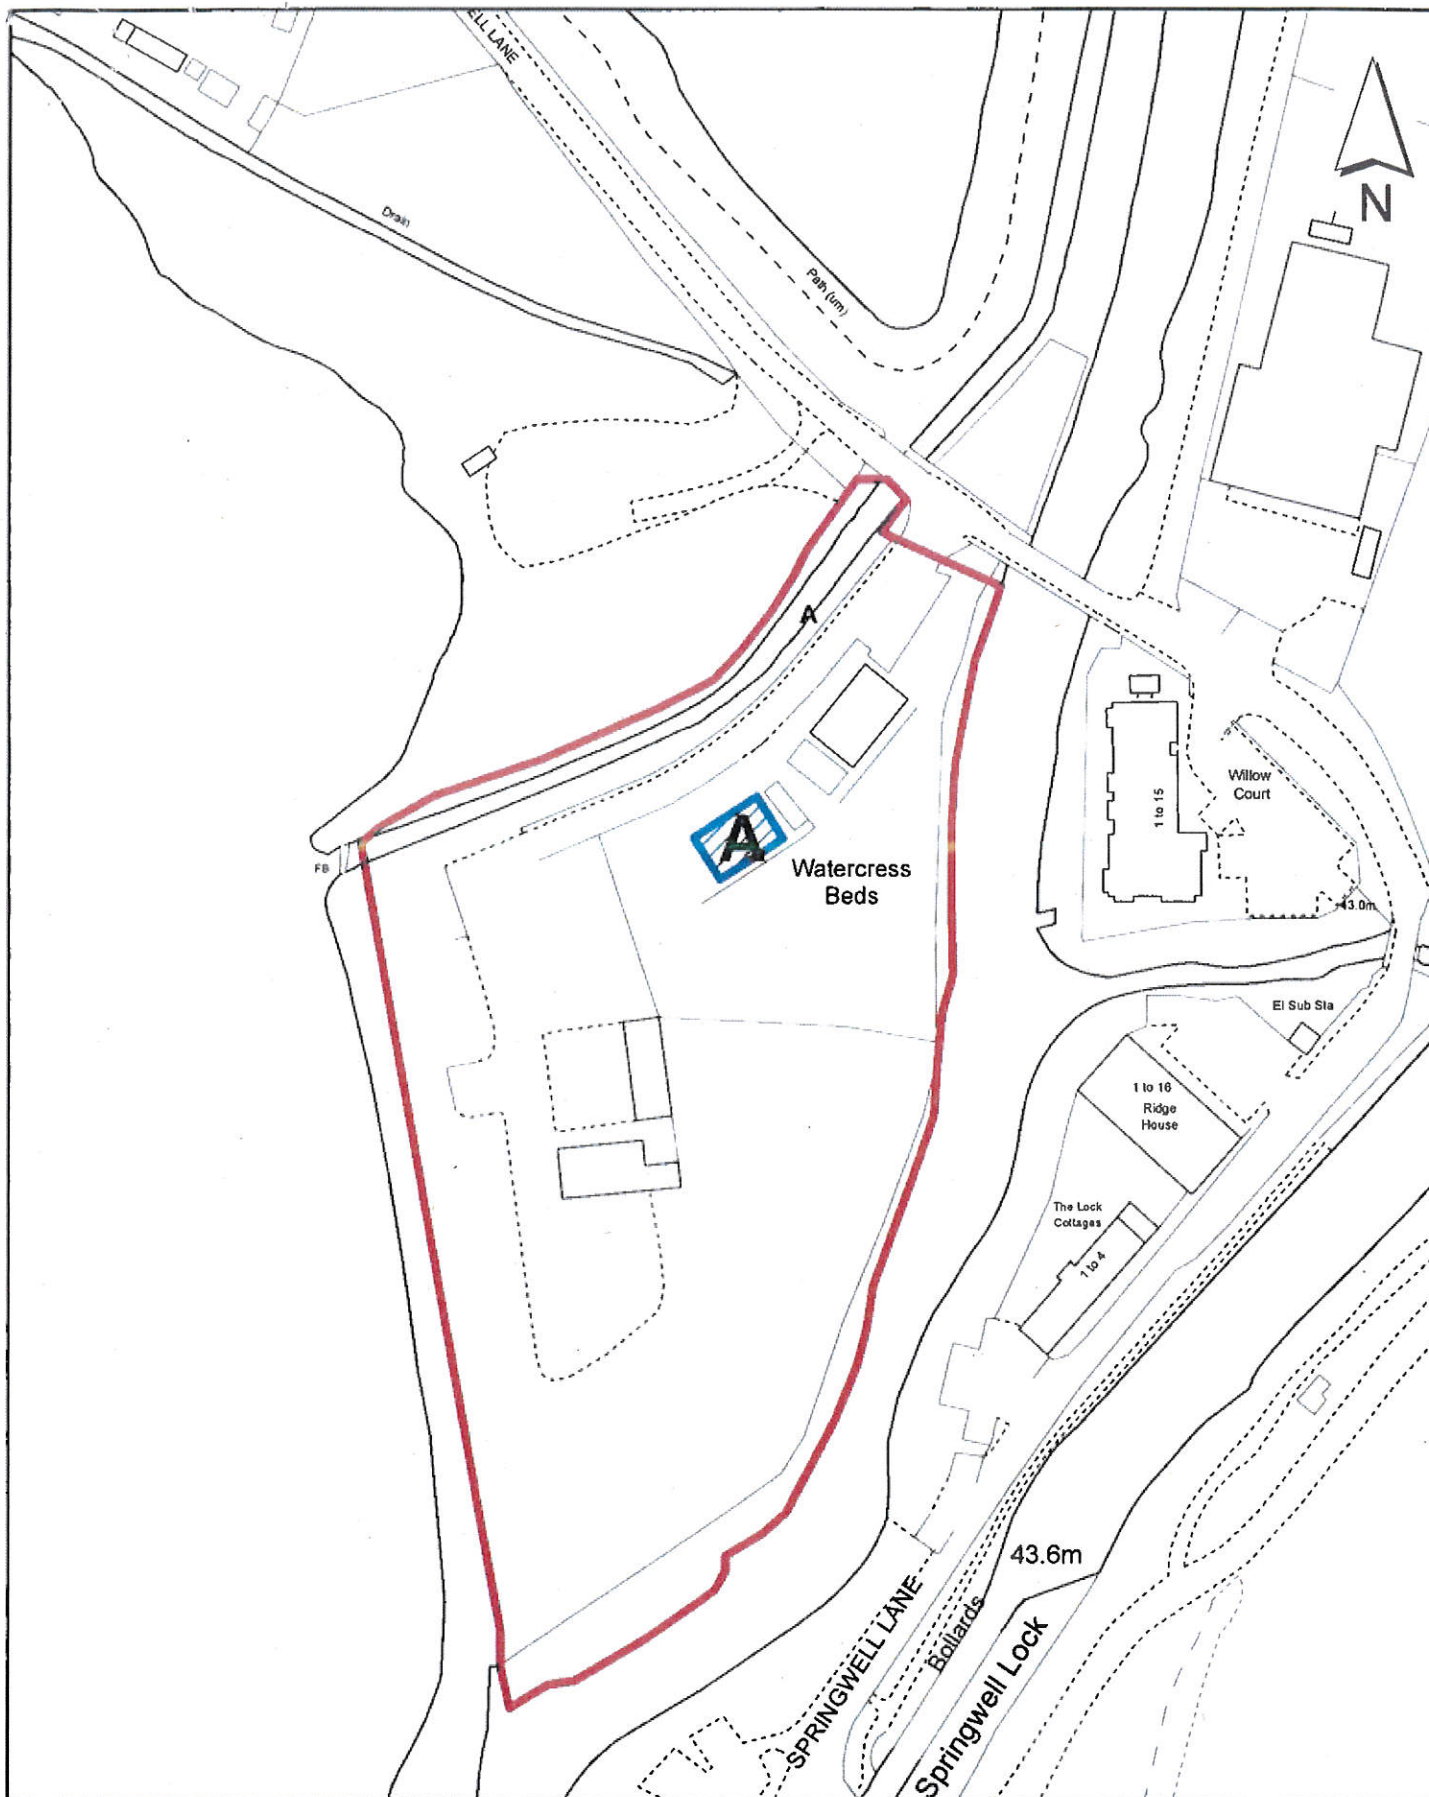 ELL LANE
N
Drain
Path (um)
A
1 to 15
Willow
Court
A
Watercress
Beds
FB
43.0m
El Sub Sta
1 to 16
Ridge
House
The Lock
Cottages
1 to 4
43.6m
SPRINGWELL LANE
Bollards
Springwell Lock